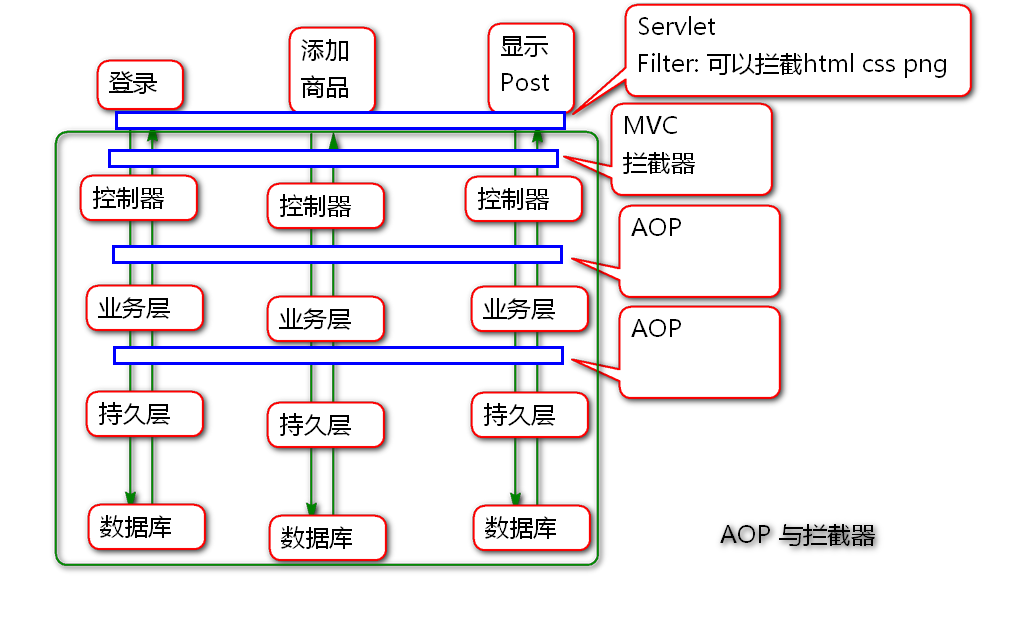 登录
添加
商品
显示
Post
Servlet
Filter: 可以拦截html css png
MVC
拦截器
控制器
控制器
控制器
AOP
业务层
业务层
业务层
AOP
持久层
持久层
持久层
数据库
数据库
数据库
AOP 与拦截器